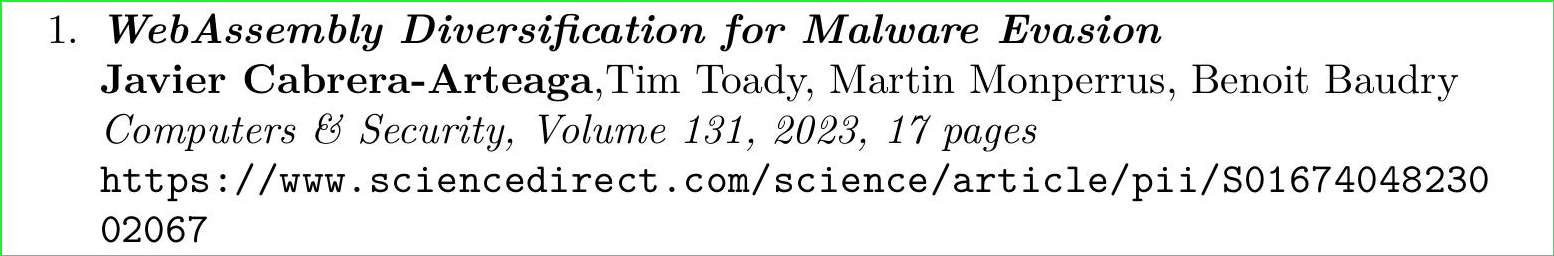 1. WebAssembly Diversification for Malware Evasion
Javier Cabrera-Arteaga,Tim Toady, Martin Monperrus, Benoit Baudry
Computers & Security, Volume 131, 2023, 17 pages
https://www.sciencedirect.com/science/article/pii/S01674048230
02067